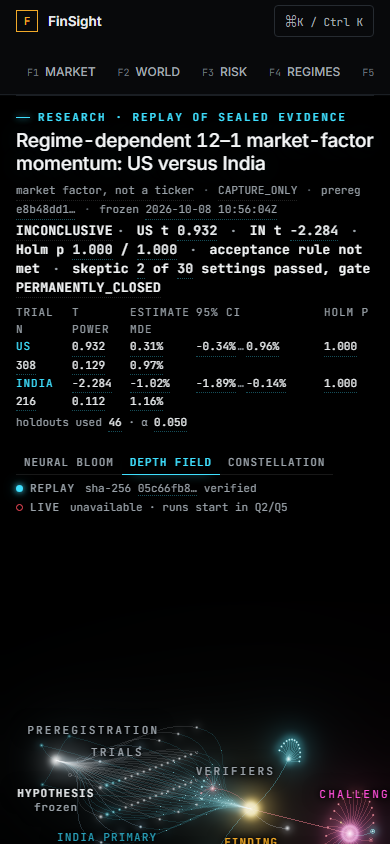 F FinSight ⌘K / Ctrl K
F1 MARKET F2 WORLD F3 RISK F4 REGIMES F5
RESEARCH · REPLAY OF SEALED EVIDENCE
Regime-dependent 12–1 market-factor
momentum: US versus India
market factor, not a ticker · CAPTURE_ONLY · prereg
e8b48dd1… · frozen 2026-10-08 10:56:04Z
INCONCLUSIVE · US t 0.932 · IN t -2.284 ·
Holm p 1.000 / 1.000 · acceptance rule not
met · skeptic 2 of 30 settings passed, gate
PERMANENTLY_CLOSED
TRIAL T ESTIMATE 95% CI HOLM P
N POWER MDE
US 0.932 0.31% -0.34%…0.96% 1.000
308 0.129 0.97%
INDIA -2.284 -1.02% -1.89%…-0.14% 1.000
216 0.112 1.16%
holdouts used 46 · α 0.050
NEURAL BLOOM DEPTH FIELD CONSTELLATION
REPLAY sha-256 05c66fb8… verified
LIVE unavailable · runs start in Q2/Q5
PREREGISTRATION
TRIALS
VERIFIERS
HYPOTHESIS CHALLENG
frozen
INDIA PRIMARY FINDING